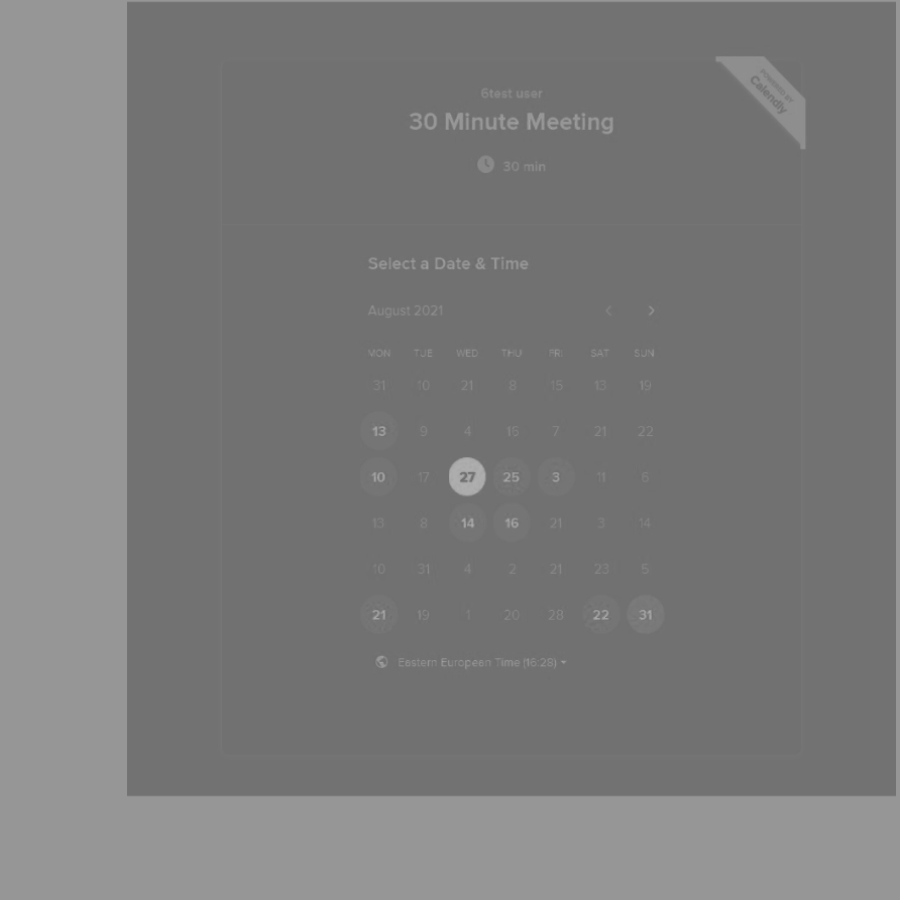 POWERED BY
Calendly
6test user
30 Minute Meeting
30 min
Select a Date & Time
August 2021
MON TUE WED THU FRI SAT SUN
31 10 21 8 15 13 19
13 9 4 16 7 21 22
10 17 27 25 3 11 6
13 8 14 16 21 3 14
10 31 4 2 21 23 5
21 19 1 20 28 22 31
Eastern European Time (16:28)